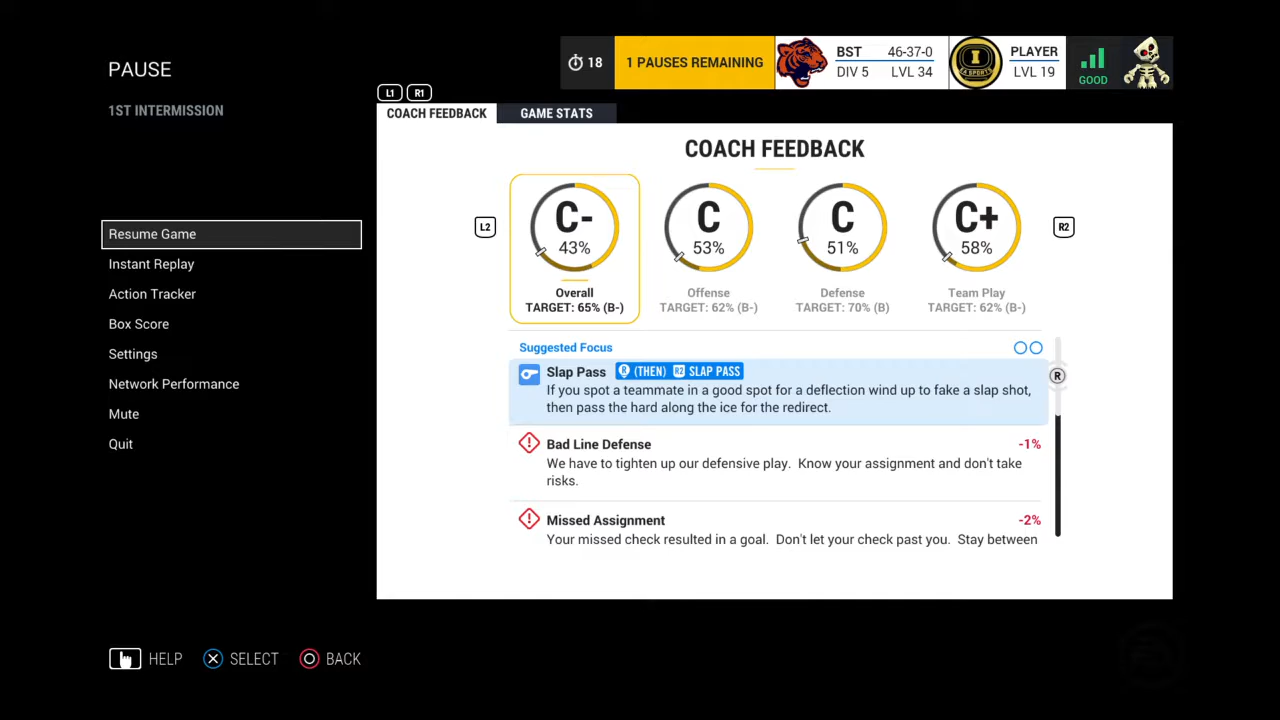 PAUSE
1ST INTERMISSION
18
1 PAUSES REMAINING
BST 46-37-0
DIV 5 LVL 34
PLAYER
LVL 19
GOOD
L1 R1
COACH FEEDBACK
GAME STATS
COACH FEEDBACK
L2
C-
43%
Overall
TARGET: 65% (B-)
C
53%
Offense
TARGET: 62% (B-)
C
51%
Defense
TARGET: 70% (B)
C+
58%
Team Play
TARGET: 62% (B-)
R2
Resume Game
Instant Replay
Action Tracker
Box Score
Settings
Network Performance
Mute
Quit
Suggested Focus
Slap Pass R (THEN) R2 SLAP PASS
If you spot a teammate in a good spot for a deflection wind up to fake a slap shot,
then pass the hard along the ice for the redirect.
R
Bad Line Defense -1%
We have to tighten up our defensive play. Know your assignment and don't take
risks.
Missed Assignment -2%
Your missed check resulted in a goal. Don't let your check past you. Stay between
HELP SELECT BACK